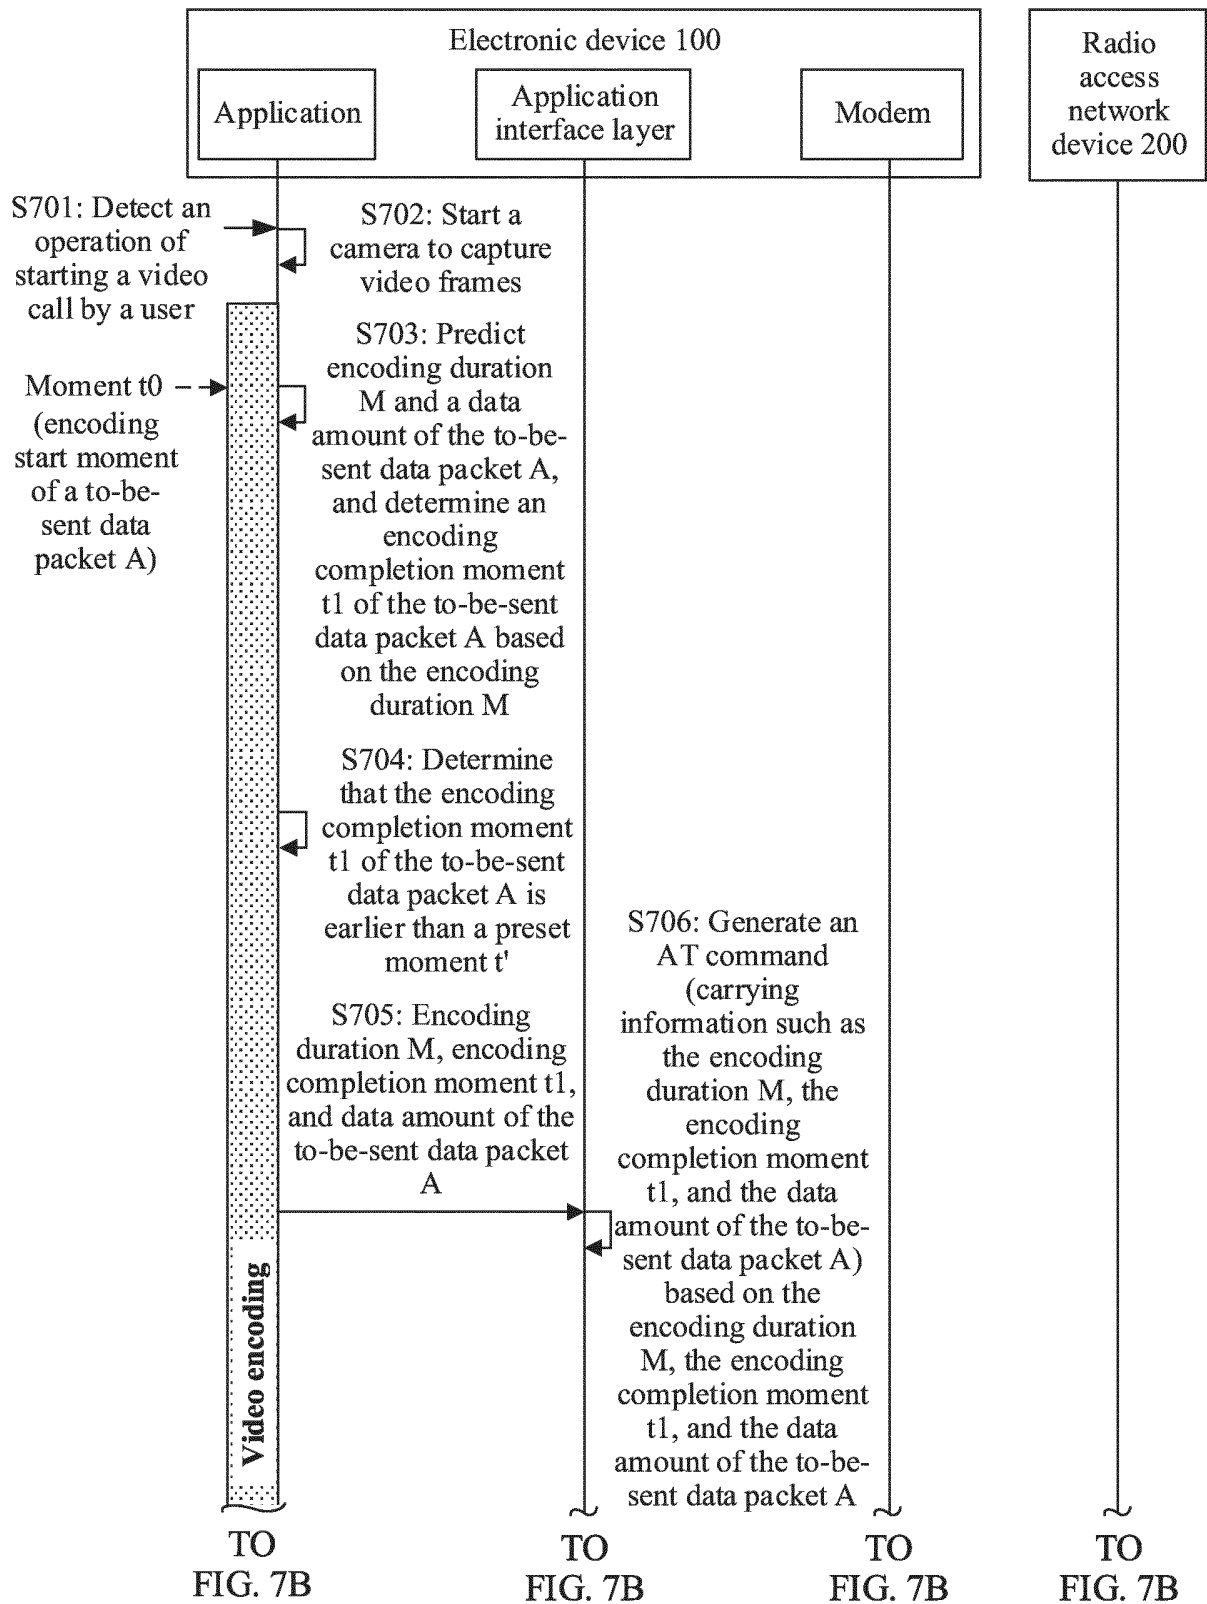 Electronic device 100
Application
Application
interface layer
Modem
Radio
access
network
device 200
S701: Detect an
operation of
starting a video
call by a user
S702: Start a
camera to capture
video frames
Moment t0
(encoding
start moment
of a to-be-
sent data
packet A)
S703: Predict
encoding duration
M and a data
amount of the to-be-
sent data packet A,
and determine an
encoding
completion moment
t1 of the to-be-sent
data packet A based
on the encoding
duration M
S704: Determine
that the encoding
completion moment
t1 of the to-be-sent
data packet A is
earlier than a preset
moment t'
S705: Encoding
duration M, encoding
completion moment t1,
and data amount of the
to-be-sent data packet
A
S706: Generate an
AT command
(carrying
information such as
the encoding
duration M, the
encoding
completion moment
t1, and the data
amount of the to-be-
sent data packet A)
based on the
encoding duration
M, the encoding
completion moment
t1, and the data
amount of the to-be-
sent data packet A
Video encoding
TO
FIG. 7B
TO
FIG. 7B
TO
FIG. 7B
TO
FIG. 7B